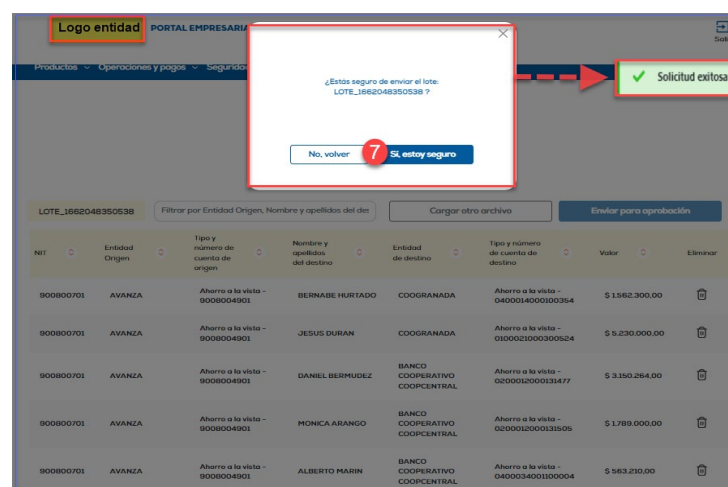 Logo entidad
PORTAL EMPRESARIA
Productos
Operaciones y pagos
Segurido
¿Estás seguro de enviar el lote:
LOTE_1662048350538 ?
No, volver
7
Sí, estoy seguro
Solicitud exitosa
LOTE_1662048350538
Filtrar por Entidad Origen, Nombre y apellidos del des
Cargar otro archivo
Enviar para aprobación
NIT
Entidad
Origen
Tipo y
número de
cuenta de
origen
Nombre y
apellidos
del destino
Entidad
de destino
Tipo y número
de cuenta de
destino
Valor
Eliminar
900800701
AVANZA
Ahorro a la vista -
9008004901
BERNABE HURTADO
COOGRANADA
Ahorro a la vista -
0400014000100354
$ 1.562.300,00
900800701
AVANZA
Ahorro a la vista -
9008004901
JESUS DURAN
COOGRANADA
Ahorro a la vista -
0100021000300524
$ 5.230.000,00
900800701
AVANZA
Ahorro a la vista -
9008004901
DANIEL BERMUDEZ
BANCO
COOPERATIVO
COOPCENTRAL
Ahorro a la vista -
0200012000131477
$ 3.150.264,00
900800701
AVANZA
Ahorro a la vista -
9008004901
MONICA ARANGO
BANCO
COOPERATIVO
COOPCENTRAL
Ahorro a la vista -
0200012000131505
$ 1.789.000,00
900800701
AVANZA
Ahorro a la vista -
9008004901
ALBERTO MARIN
BANCO
COOPERATIVO
COOPCENTRAL
Ahorro a la vista -
0400034001100004
$ 563.210,00